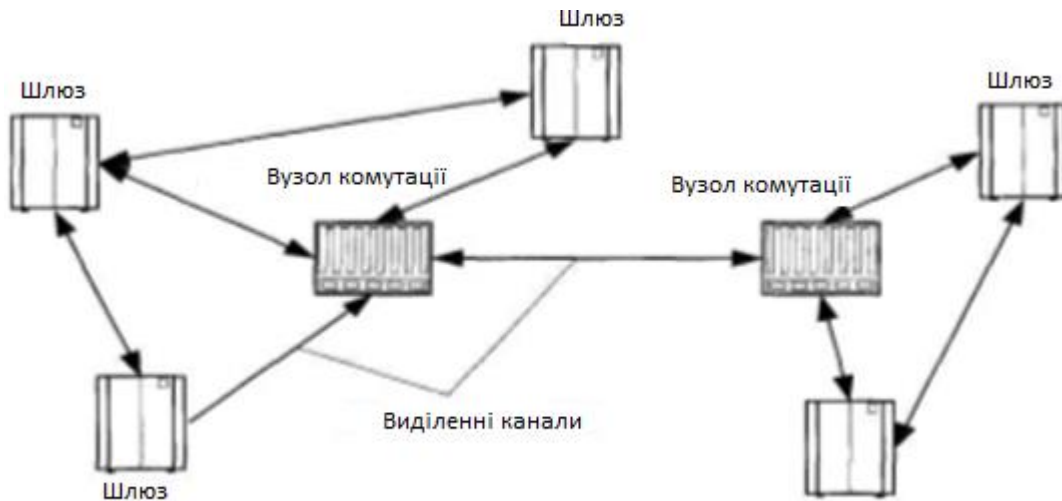 Шлюз
Шлюз
Шлюз
Вузол комутації
Вузол комутації
Виділенні канали
Шлюз